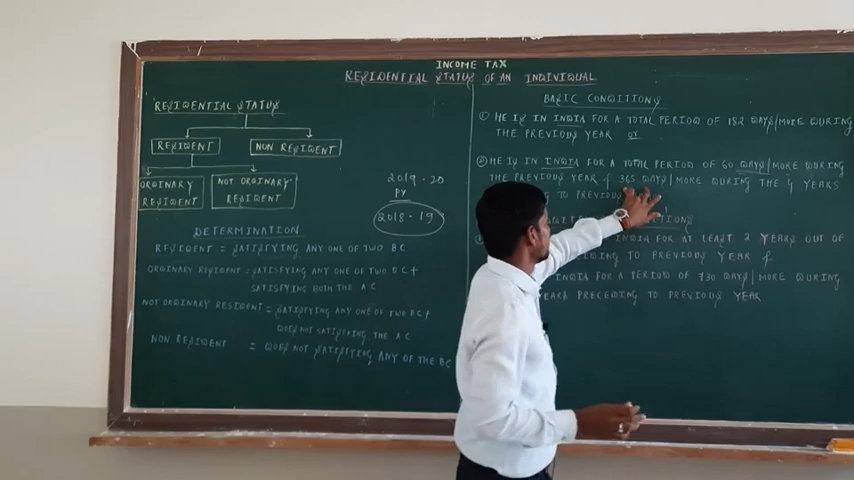 INCOME TAX
RESIDENTIAL STATUS OF AN INDIVIDUAL
RESIDENTIAL STATUS
RESIDENT
NON RESIDENT
ORDINARY
RESIDENT
NOT ORDINARY
RESIDENT
2019-20
PY
2018-19
DETERMINATION
RESIDENT = SATISFYING ANY ONE OF TWO BC
ORDINARY RESIDENT = SATISFYING ANY ONE OF TWO BC +
SATISFYING BOTH THE AC
NOT ORDINARY RESIDENT = SATISFYING ANY ONE OF TWO BC +
DOES NOT SATISFYING THE AC
NON RESIDENT = DOES NOT SATISFYING ANY OF THE BC
BASIC CONDITIONS
① HE IS IN INDIA FOR A TOTAL PERIOD OF 182 DAYS/MORE DURING
THE PREVIOUS YEAR OR
② HE IS IN INDIA FOR A TOTAL PERIOD OF 60 DAYS/MORE DURING
THE PREVIOUS YEAR & 365 DAYS/MORE DURING THE 4 YEARS
TO PREVIOUS
INDIA FOR AT LEAST 2 YEARS OUT OF
TO PREVIOUS YEAR &
INDIA FOR A PERIOD OF 730 DAYS/MORE DURING
YEARS PRECEDING TO PREVIOUS YEAR